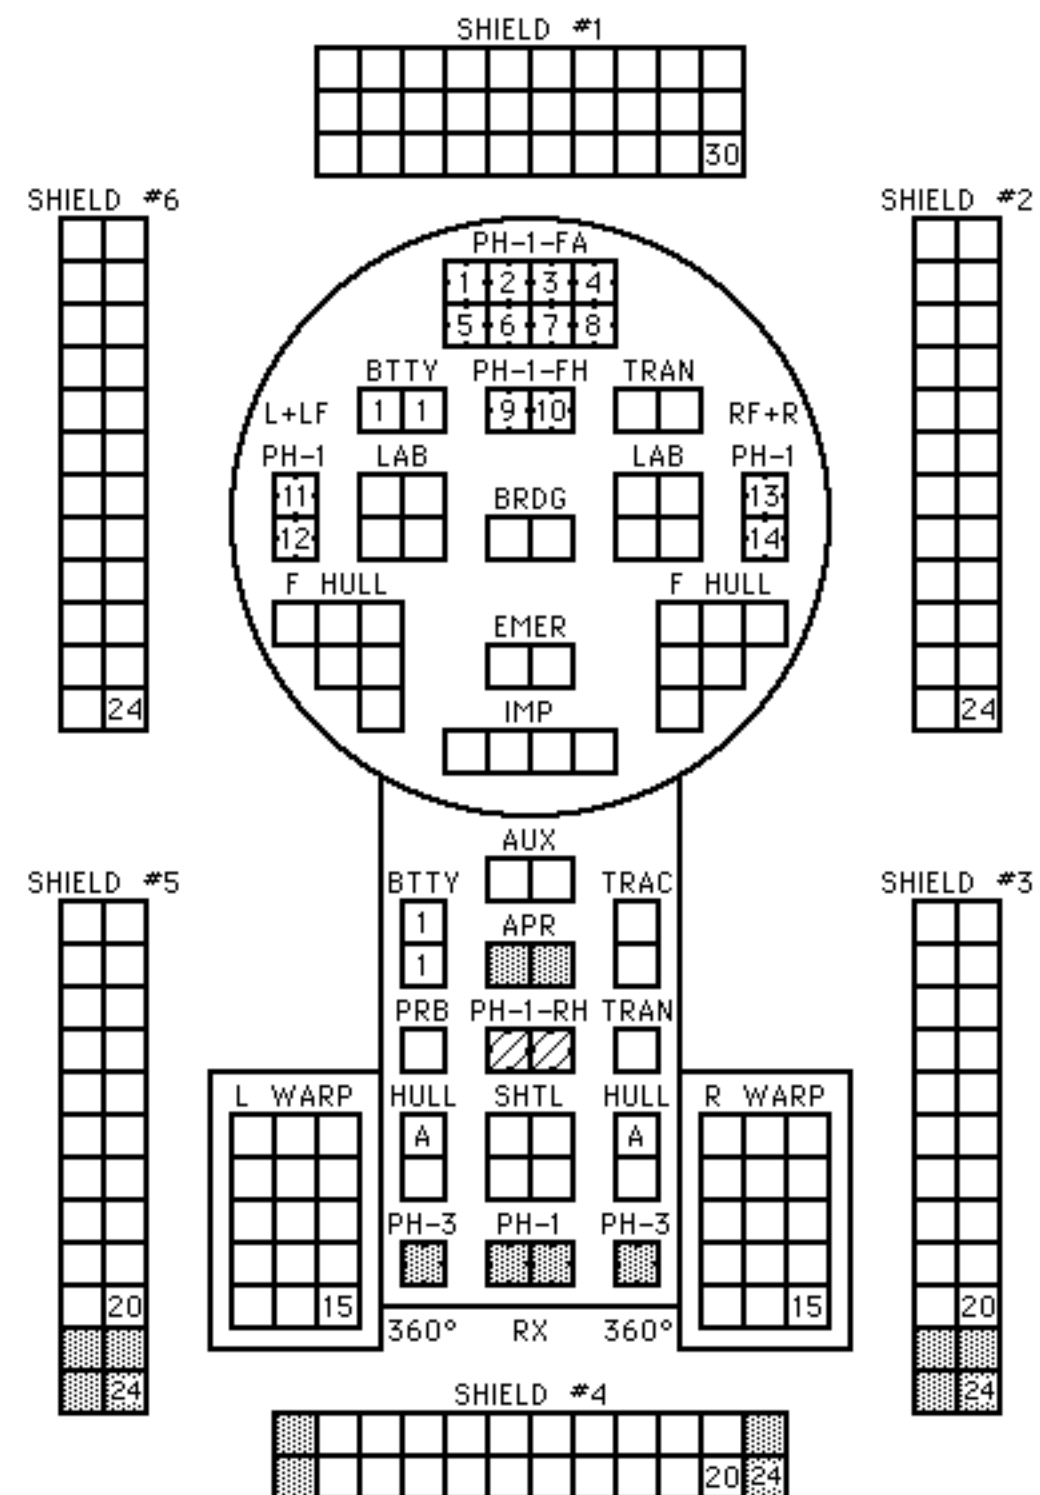 SHIELD #1
30
SHIELD #6
SHIELD #2
PH-1-FA
1 2 3 4
5 6 7 8
BTTY PH-1-FH TRAN
1 1 9 10
L+LF RF+R
PH-1 LAB LAB PH-1
11 13
BRDG
12 14
F HULL F HULL
EMER
24 24
IMP
AUX
SHIELD #5 BTTY TRAC SHIELD #3
1
APR
1
PRB PH-1-RH TRAN
L WARP HULL SHTL HULL R WARP
A A
PH-3 PH-1 PH-3
20 15 15 20
360° RX 360°
24 24
SHIELD #4
20 24